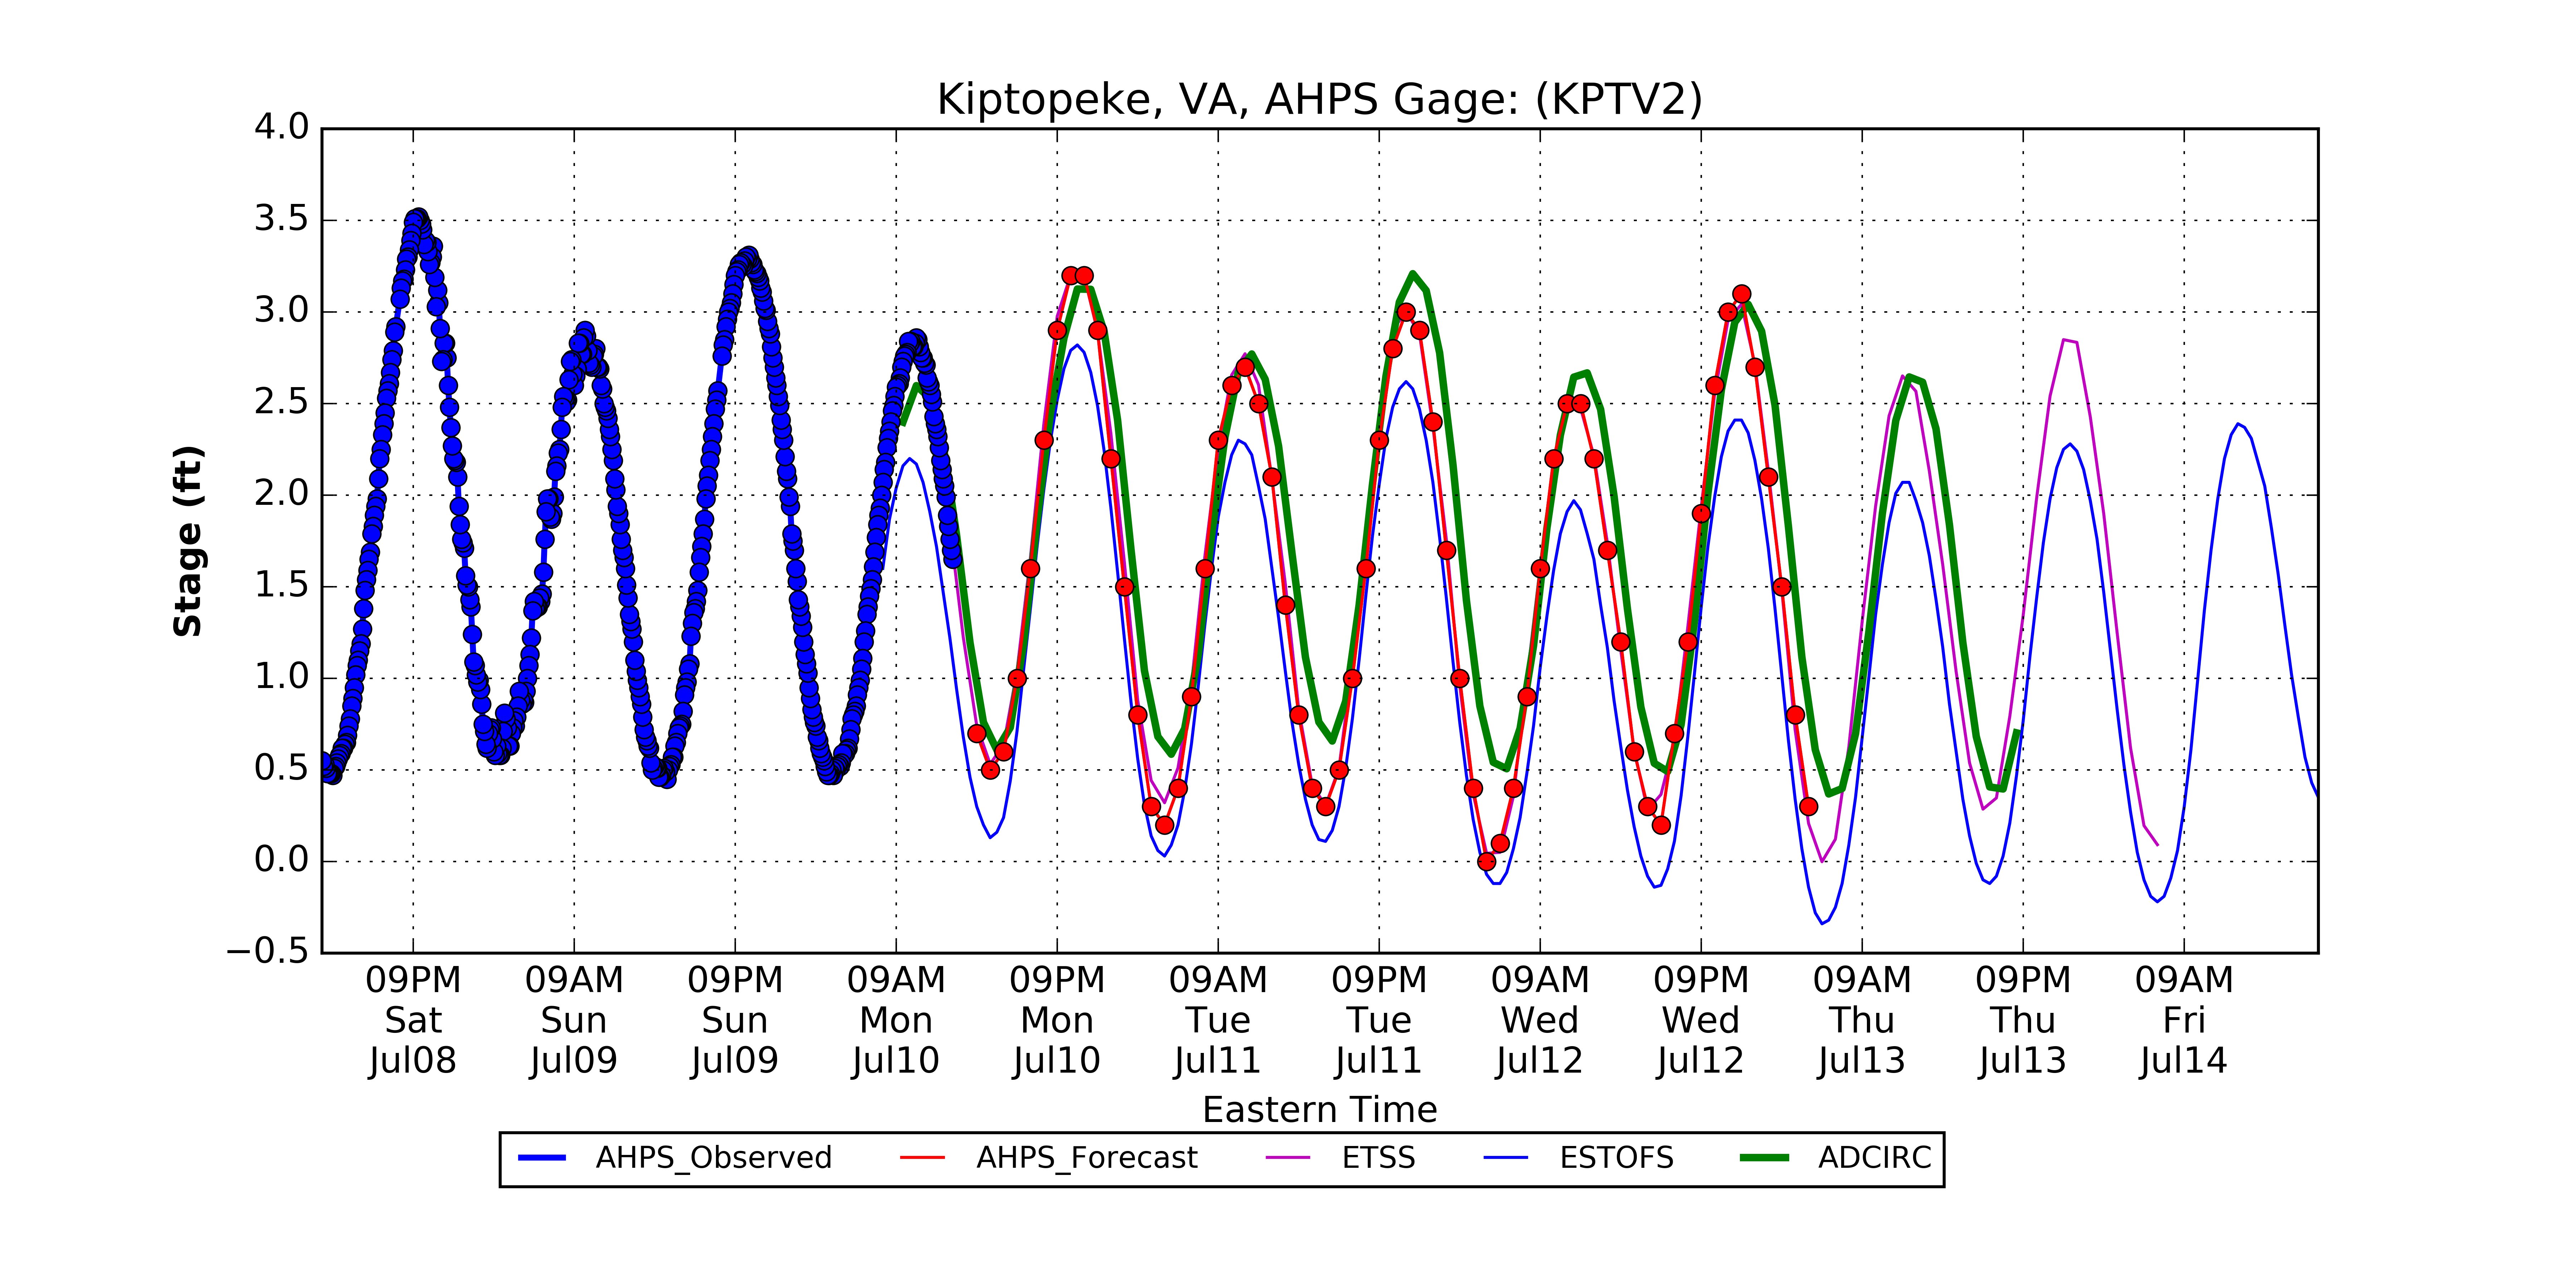 Kiptopeke, VA, AHPS Gage: (KPTV2)
4.0
3.5
3.0
2.5
2.0
1.5
1.0
0.5
0.0
−0.5
Stage (ft)
09PM 09AM 09PM 09AM 09PM 09AM 09PM 09AM 09PM 09AM 09PM 09AM
Sat Sun Sun Mon Mon Tue Tue Wed Wed Thu Thu Fri
Jul08 Jul09 Jul09 Jul10 Jul10 Jul11 Jul11 Jul12 Jul12 Jul13 Jul13 Jul14
Eastern Time
AHPS_Observed AHPS_Forecast ETSS ESTOFS ADCIRC